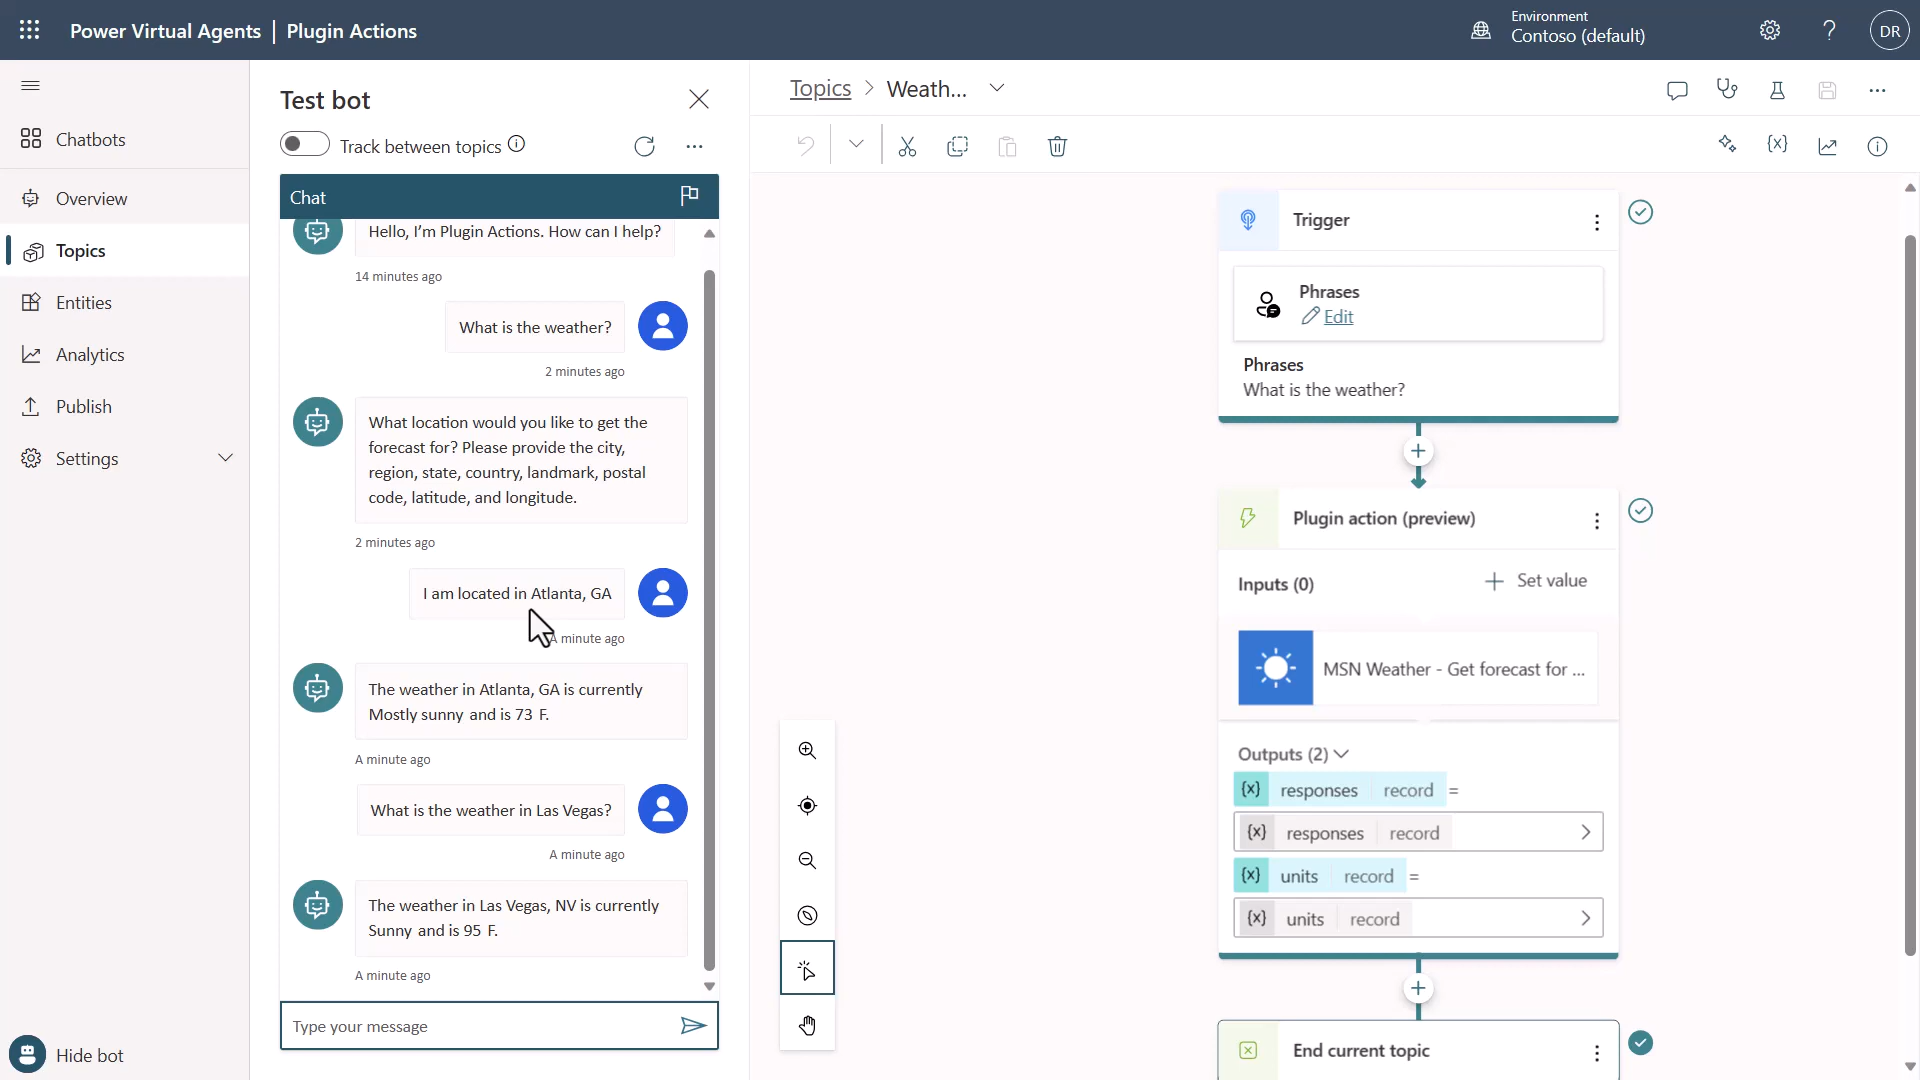 Power Virtual Agents | Plugin Actions
Environment
Contoso (default)
?
DR
Chatbots
Overview
Topics
Entities
Analytics
Publish
Settings
Hide bot
Test bot
Track between topics
Chat
Hello, I'm Plugin Actions. How can I help?
14 minutes ago
What is the weather?
2 minutes ago
What location would you like to get the
forecast for? Please provide the city,
region, state, country, landmark, postal
code, latitude, and longitude.
2 minutes ago
I am located in Atlanta, GA
A minute ago
The weather in Atlanta, GA is currently
Mostly sunny and is 73 F.
A minute ago
What is the weather in Las Vegas?
A minute ago
The weather in Las Vegas, NV is currently
Sunny and is 95 F.
A minute ago
Type your message
Topics > Weath...
{x}
Trigger
Phrases
Edit
Phrases
What is the weather?
Plugin action (preview)
Inputs (0)
+ Set value
MSN Weather - Get forecast for ...
Outputs (2)
{x} responses record =
{x} responses record
{x} units record =
{x} units record
End current topic